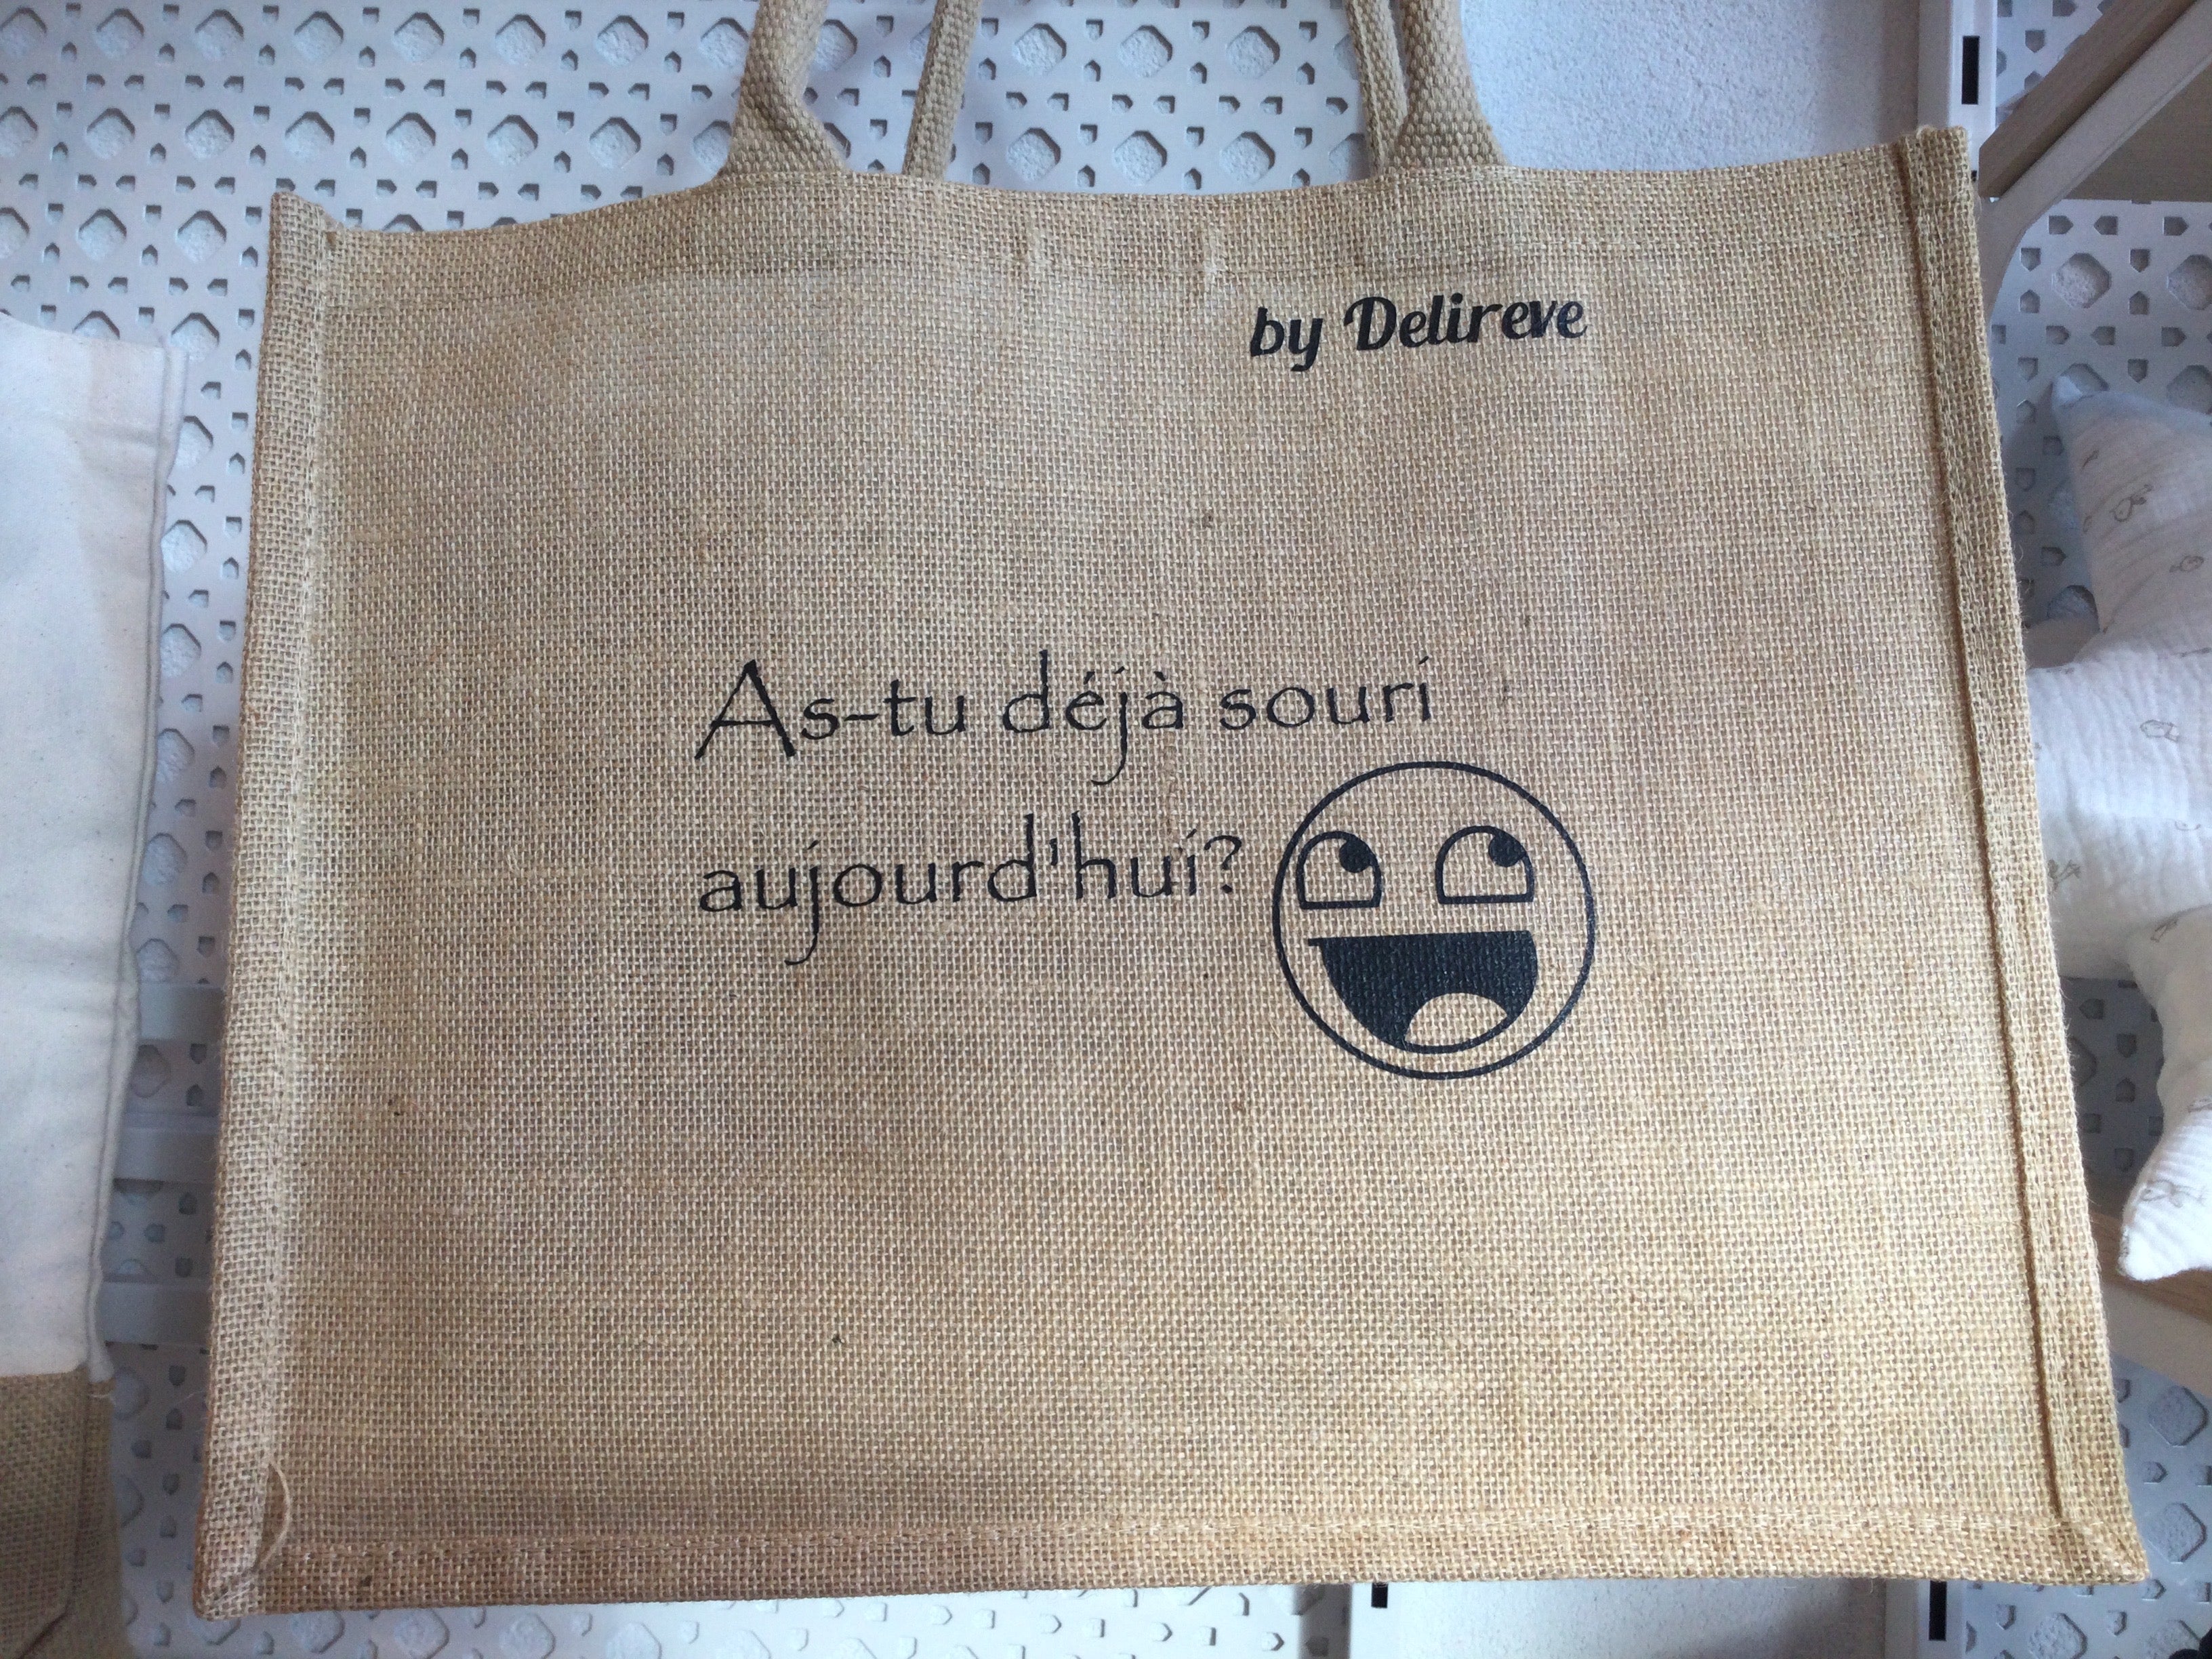 by Delireve
As-tu déjà souri
aujourd'hui?